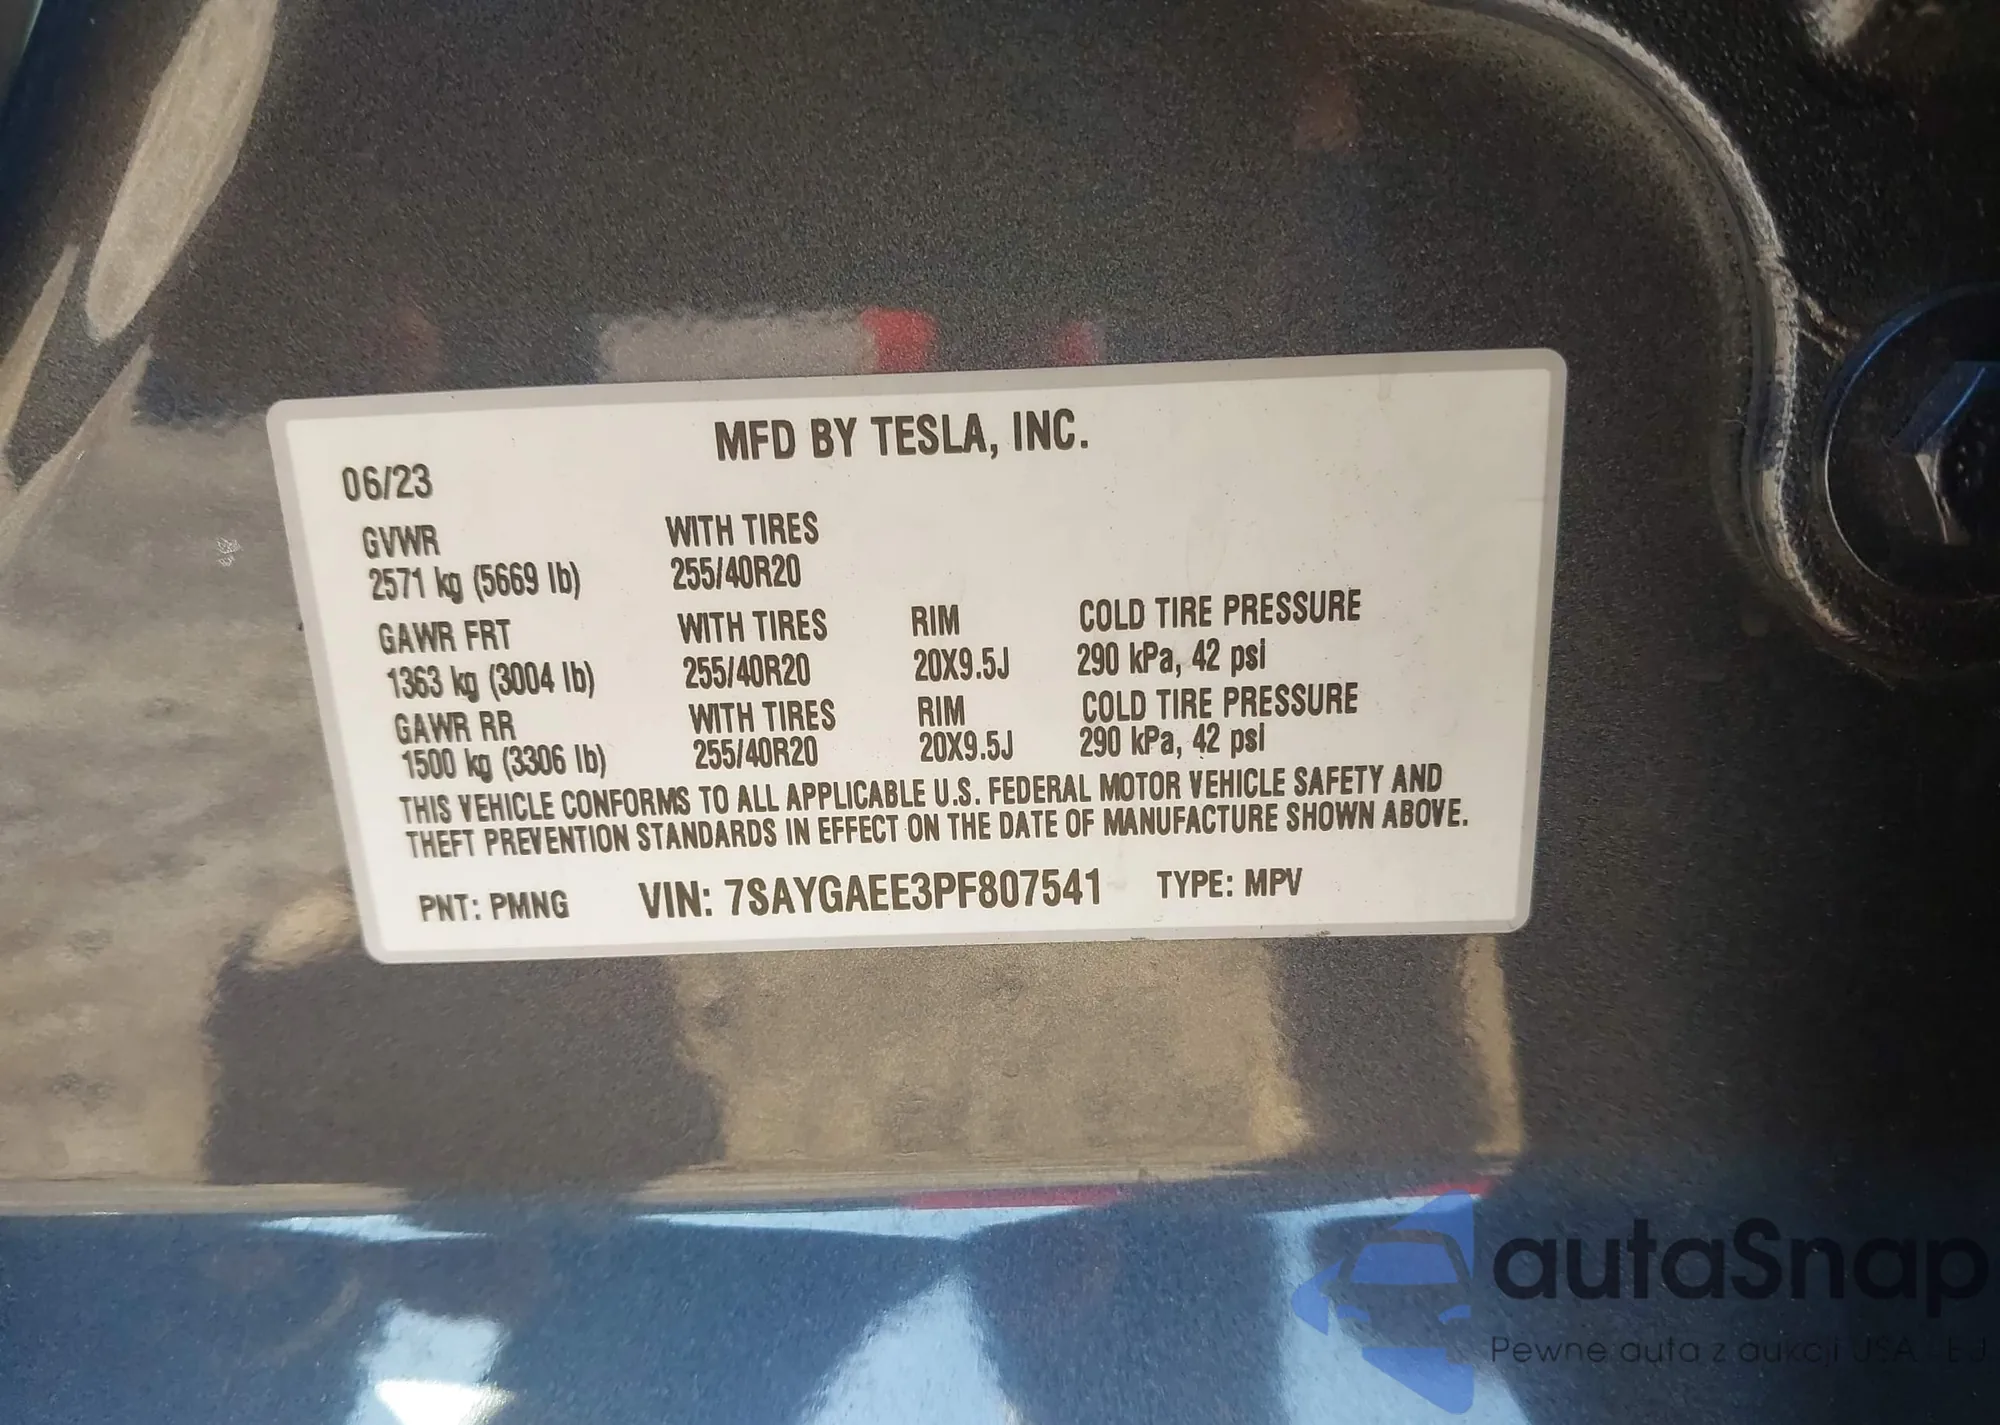 MFD BY TESLA, INC.
06/23
GVWR WITH TIRES
2571 kg (5669 lb) 255/40R20
GAWR FRT WITH TIRES RIM COLD TIRE PRESSURE
1363 kg (3004 lb) 255/40R20 20X9.5J 290 kPa, 42 psi
GAWR RR WITH TIRES RIM COLD TIRE PRESSURE
1500 kg (3306 lb) 255/40R20 20X9.5J 290 kPa, 42 psi
THIS VEHICLE CONFORMS TO ALL APPLICABLE U.S. FEDERAL MOTOR VEHICLE SAFETY AND
THEFT PREVENTION STANDARDS IN EFFECT ON THE DATE OF MANUFACTURE SHOWN ABOVE.
PNT: PMNG VIN: 7SAYGAEE3PF807541 TYPE: MPV
autaSnap
Pewne auta z aukcji USA